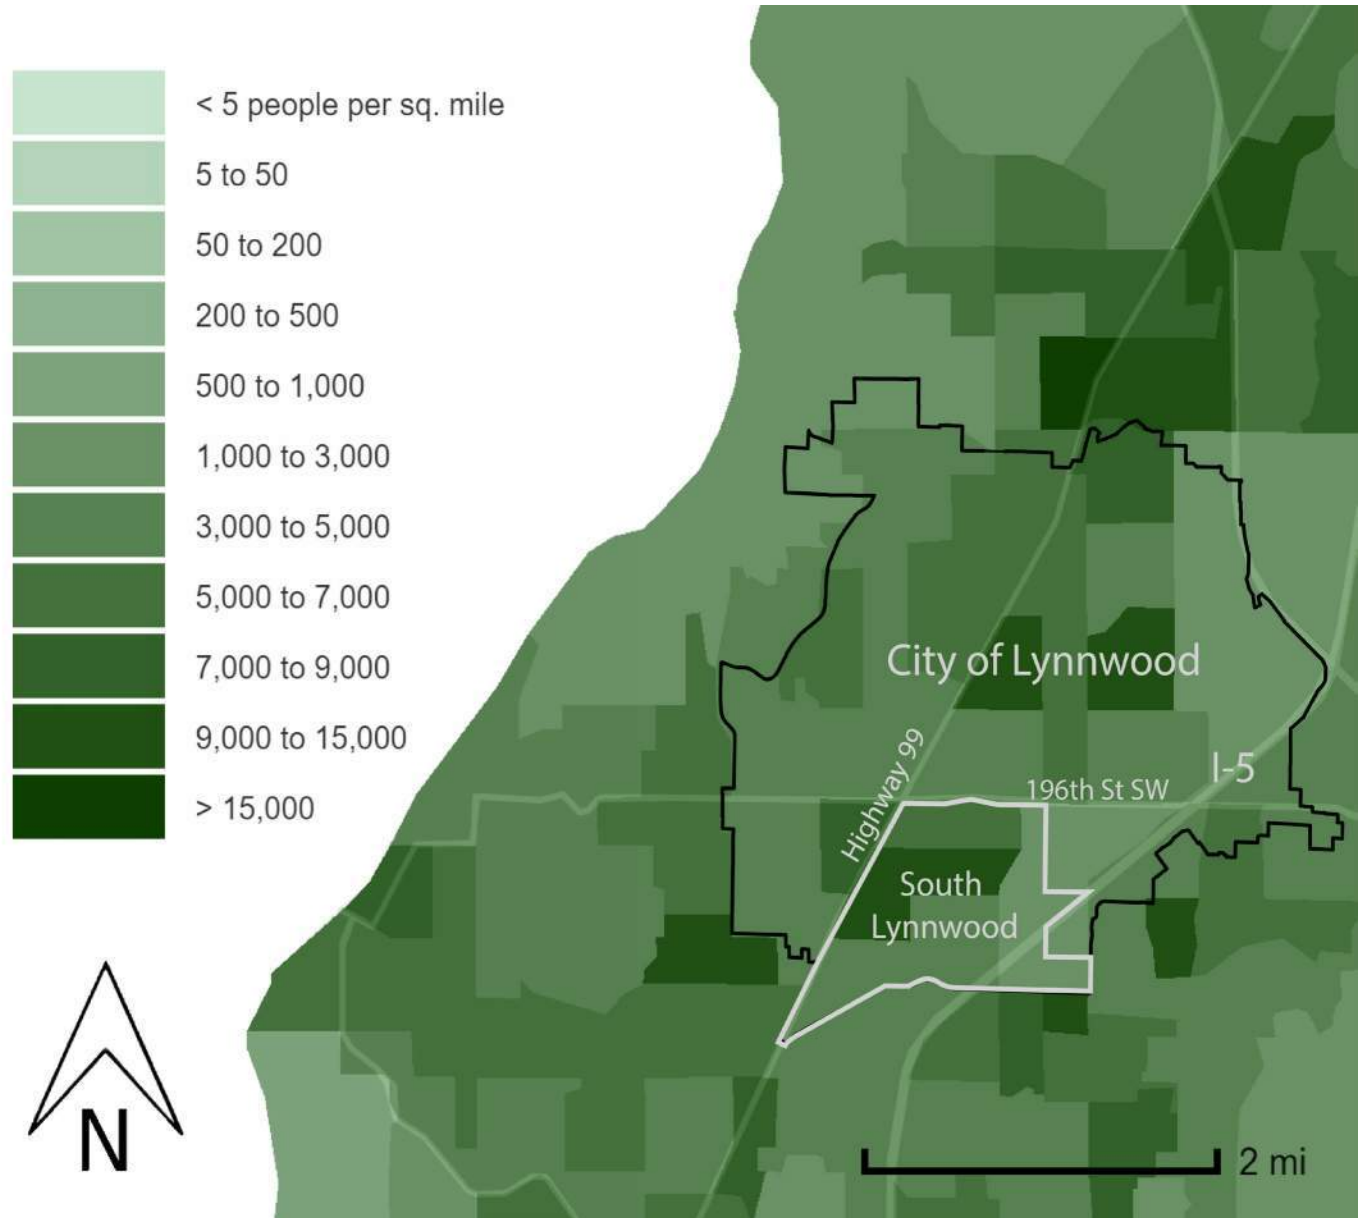 < 5 people per sq. mile
5 to 50
50 to 200
200 to 500
500 to 1,000
1,000 to 3,000
3,000 to 5,000
5,000 to 7,000
7,000 to 9,000
9,000 to 15,000
> 15,000
City of Lynnwood
Highway 99
I-5
196th St SW
South
Lynnwood
N
2 mi